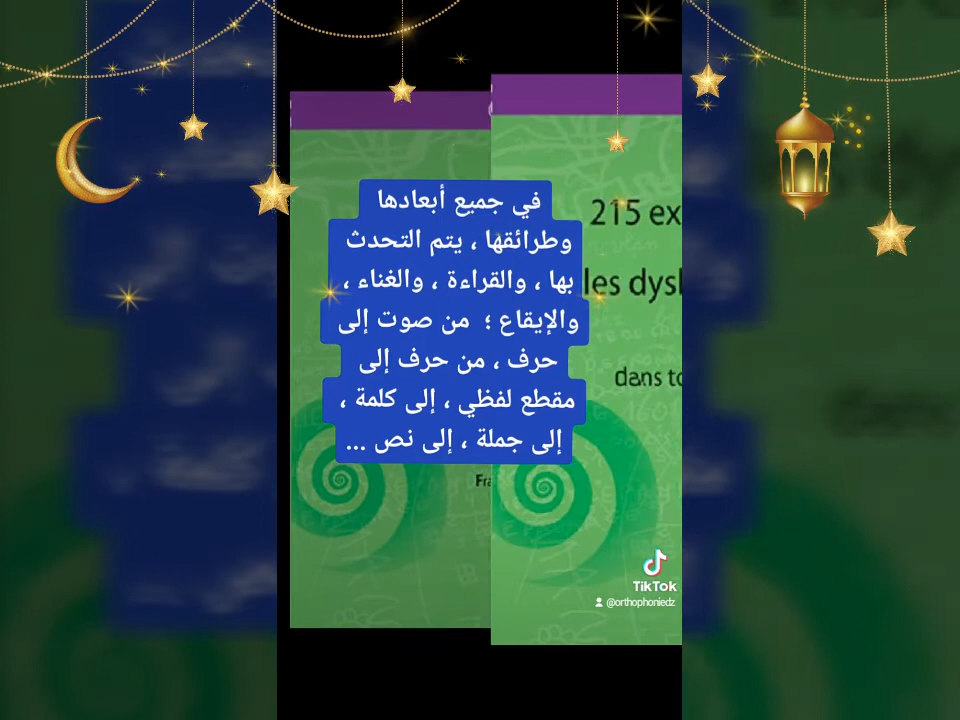 في جميع أبعادها
وطرائقها ، يتم التحدث
بها ، والقراءة ، والغناء ،
والإيقاع ؛ من صوت إلى
حرف ، من حرف إلى
مقطع لفظي ، إلى كلمة ،
إلى جملة ، إلى نص ...
215 ex
les dysl
dans to
Fra
TikTok
@orthophoniedz